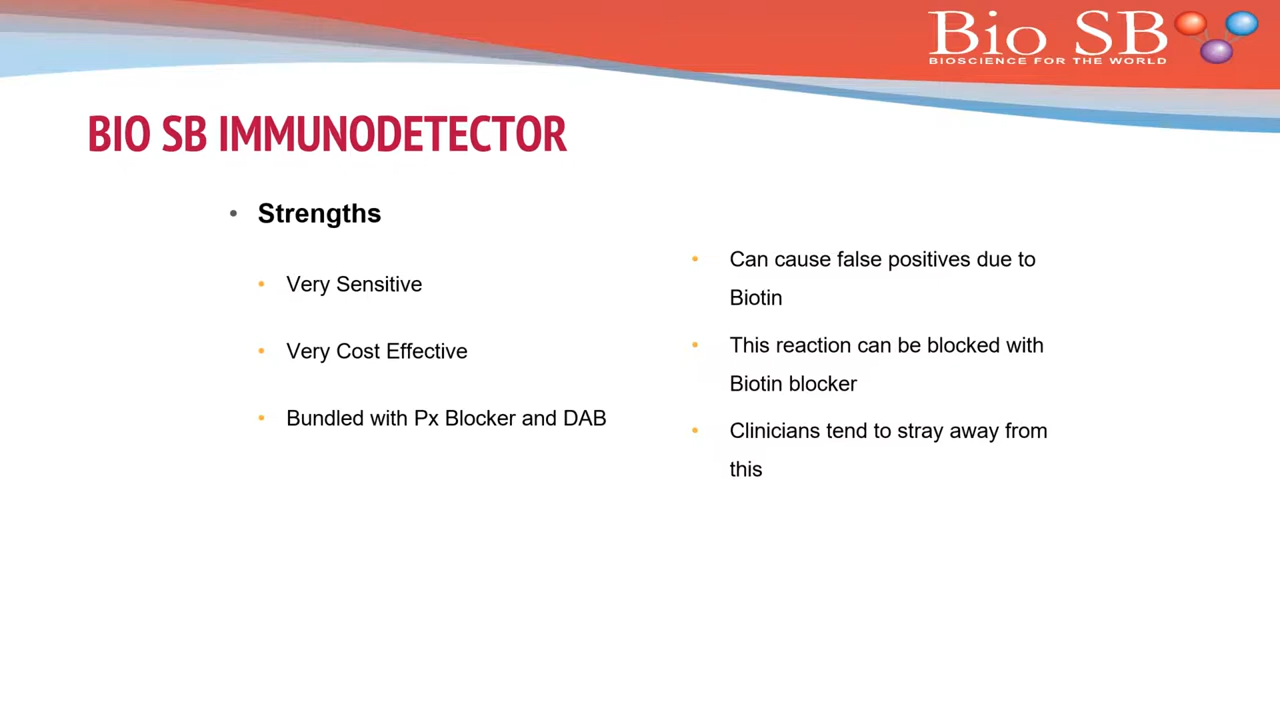 Bio SB
BIOSCIENCE FOR THE WORLD
BIO SB IMMUNODETECTOR
• Strengths
• Very Sensitive
• Very Cost Effective
• Bundled with Px Blocker and DAB
• Can cause false positives due to
Biotin
• This reaction can be blocked with
Biotin blocker
• Clinicians tend to stray away from
this